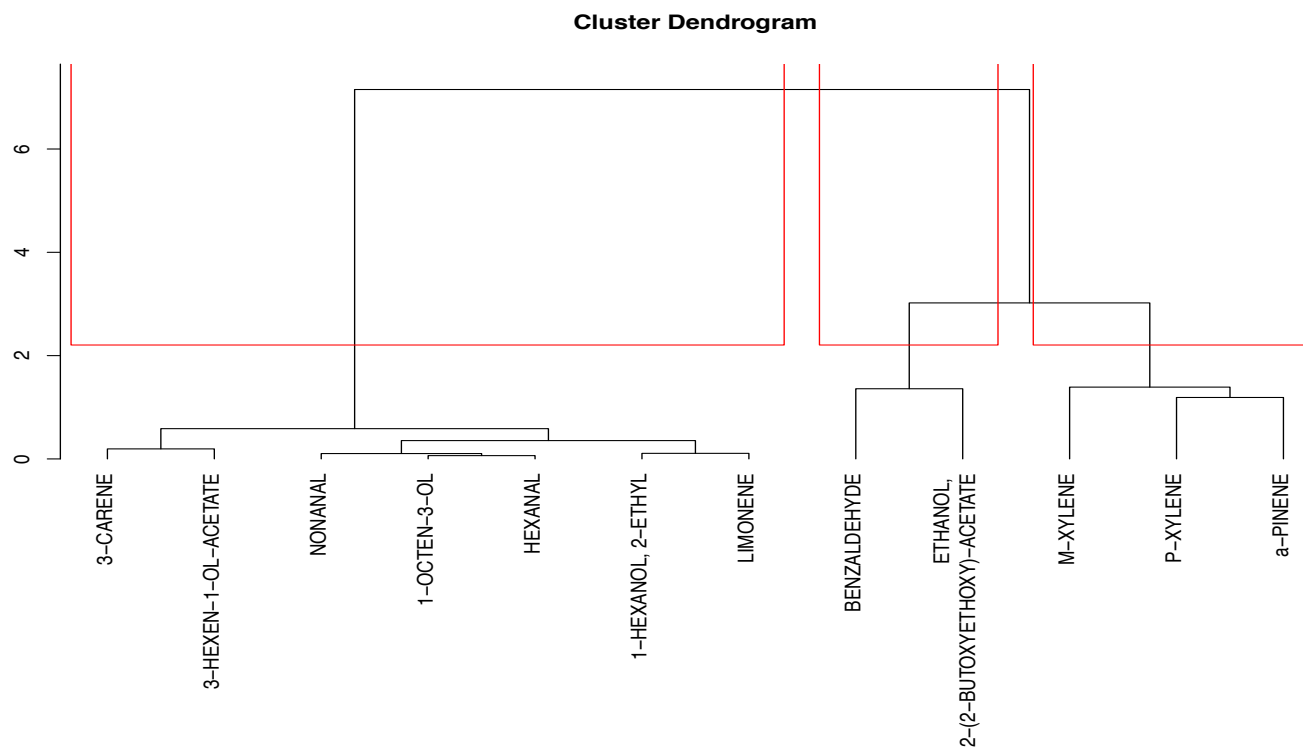 Cluster Dendrogram
6
4
2
0
3−CARENE
3−HEXEN−1−OL−ACETATE
NONANAL
1−OCTEN−3−OL
HEXANAL
1−HEXANOL, 2−ETHYL
LIMONENE
BENZALDEHYDE
ETHANOL,
2−(2−BUTOXYETHOXY)−ACETATE
M−XYLENE
P−XYLENE
a−PINENE